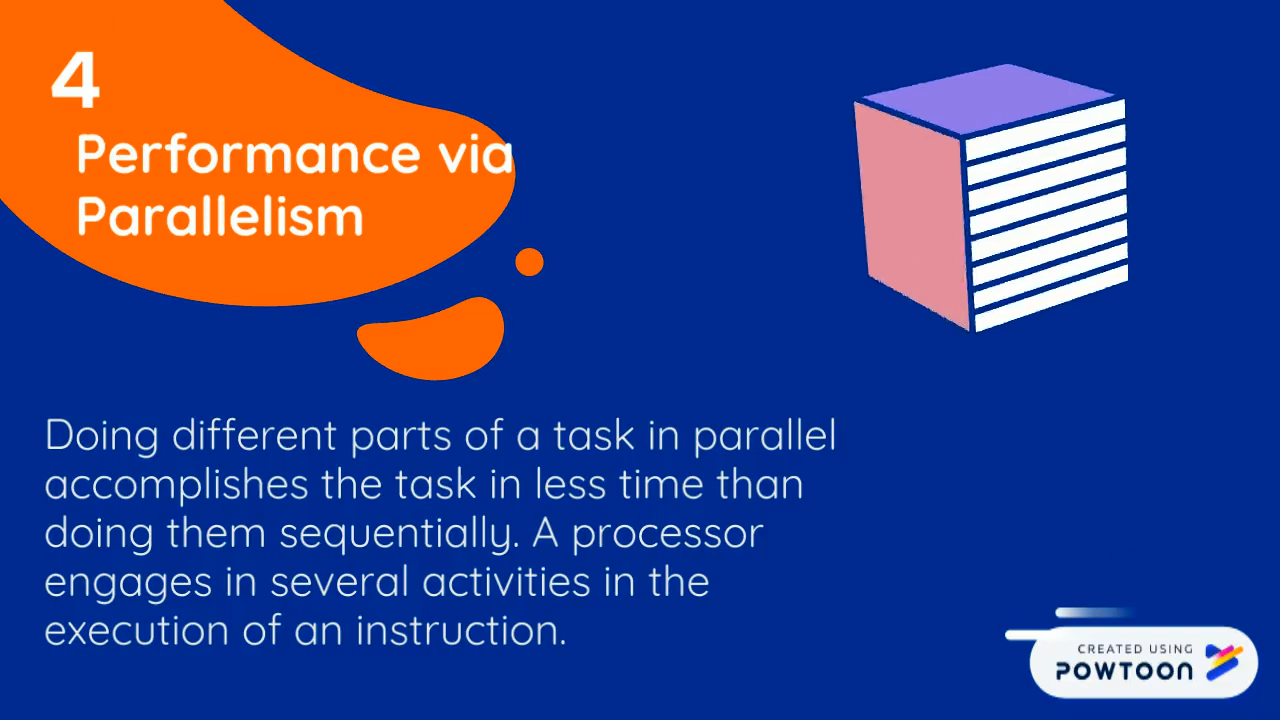 4
Performance via
Parallelism
Doing different parts of a task in parallel
accomplishes the task in less time than
doing them sequentially. A processor
engages in several activities in the
execution of an instruction.
CREATED USING
POWTOON